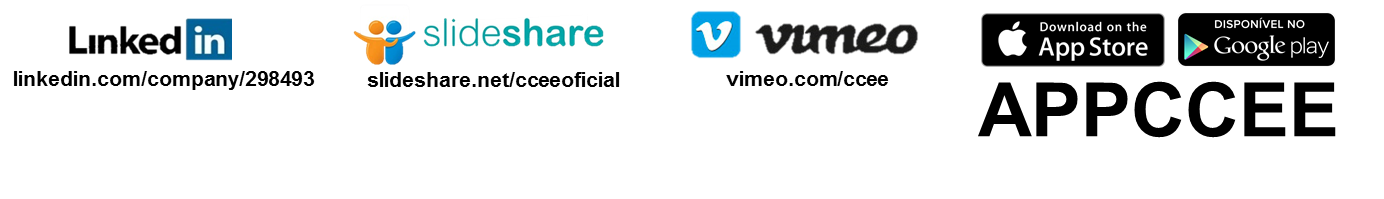 Linked in
linkedin.com/company/298493
slideshare
slideshare.net/cceeoficial
v vimeo
vimeo.com/ccee
Download on the
App Store
DISPONÍVEL NO
Google play
APPCCEE